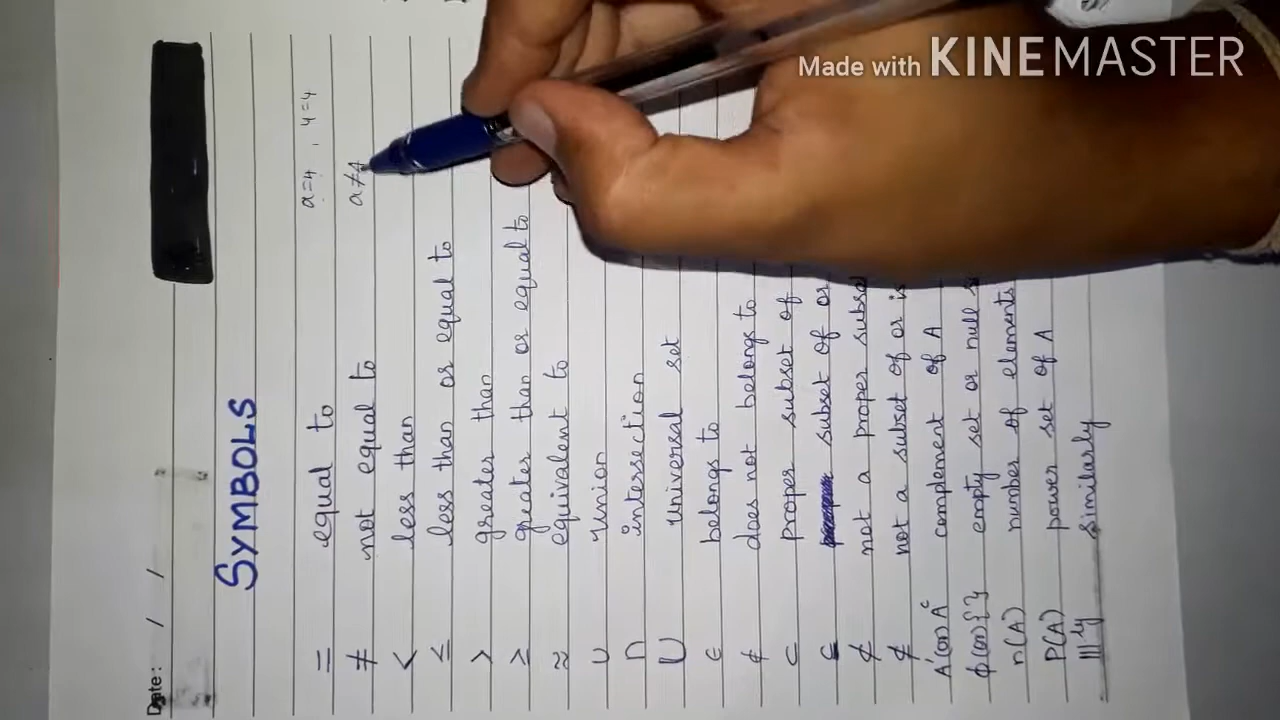 Made with KINEMASTER
Date: / /
SYMBOLS
= equal to a=4 , 4=4
≠ not equal to a≠4
< less than
≤ less than or equal to
> greater than
≥ greater than or equal to
≈ equivalent to
∪ union
∩ intersection
U universal set
∈ belongs to
∉ does not belongs to
⊂ proper subset of
⊆ subset of or
⊄ not a proper subse
⊈ not a subset of or is
A' (or) Aᶜ complement of A
ϕ (or) { } empty set or null s
n(A) number of elements
P(A) power set of A
|||ly similarly